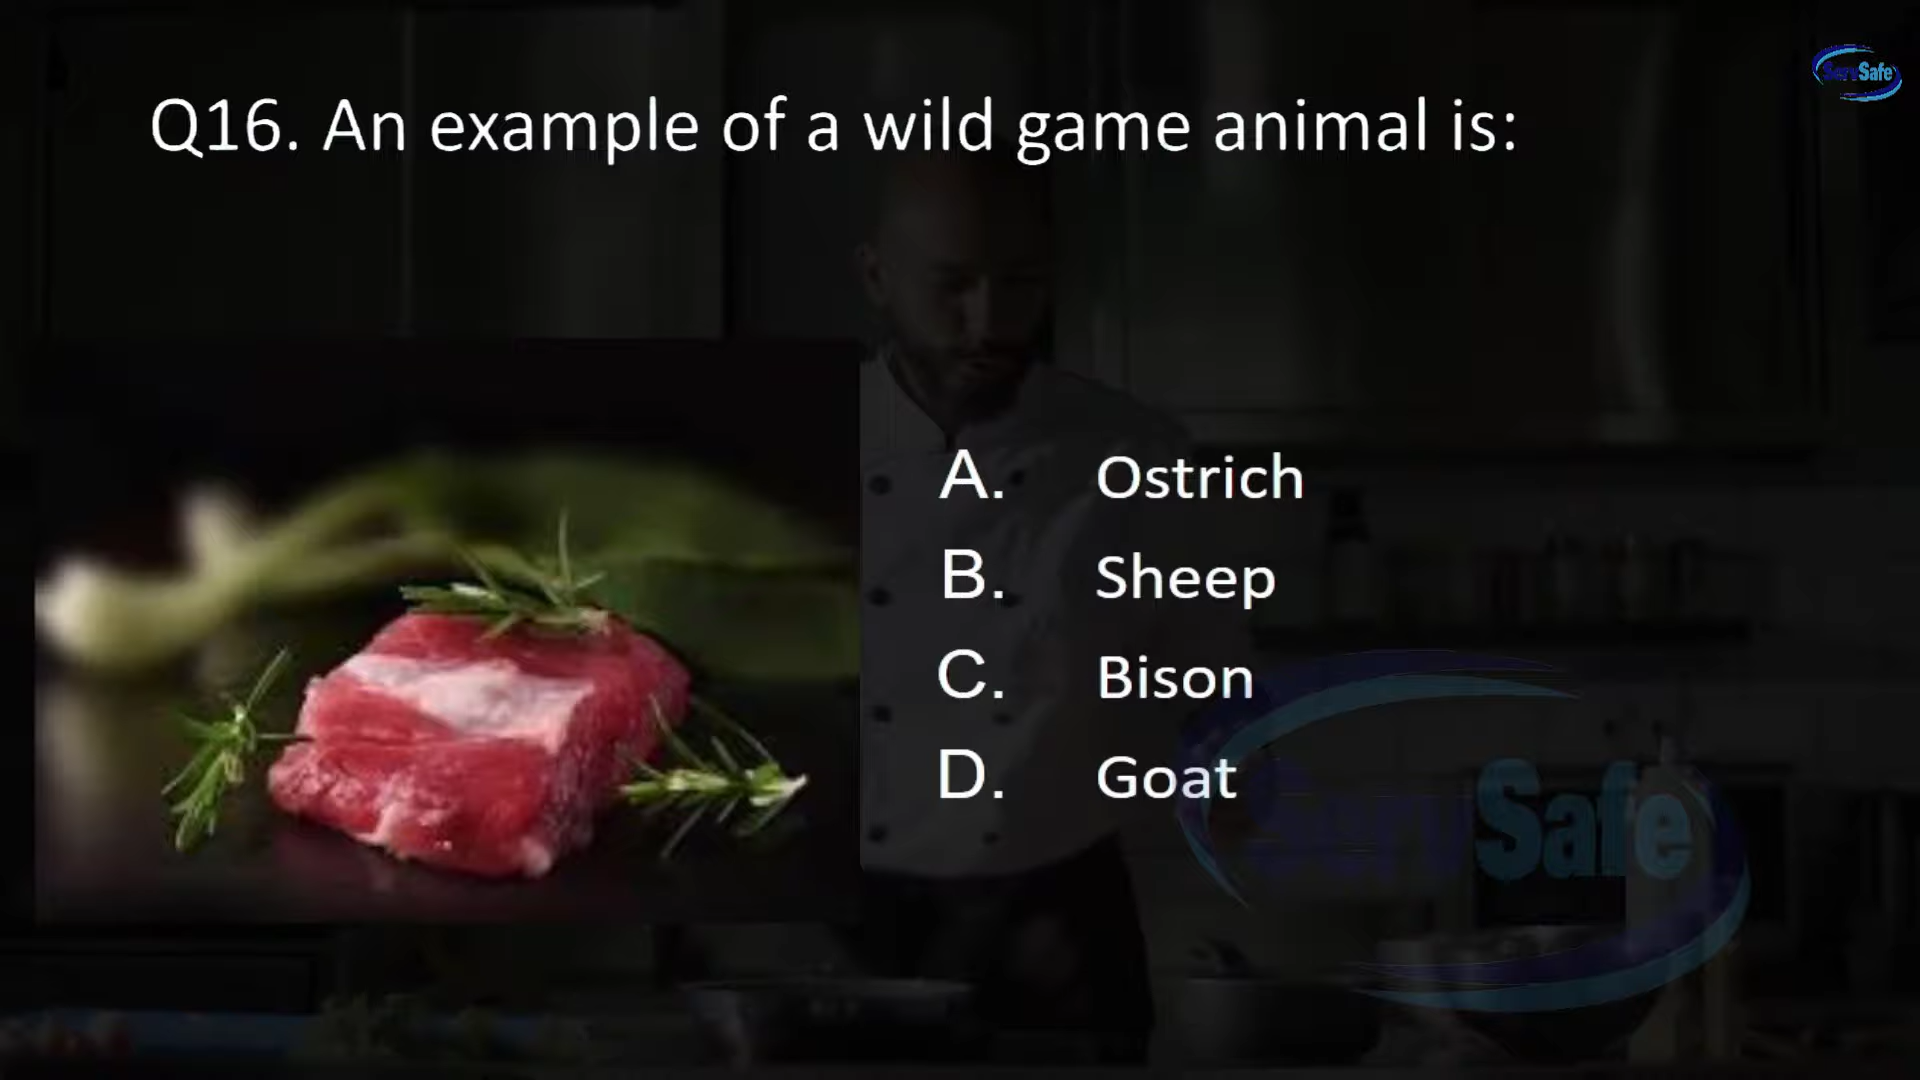 ServSafe
Q16. An example of a wild game animal is:
A. Ostrich
B. Sheep
C. Bison
D. Goat
ServSafe